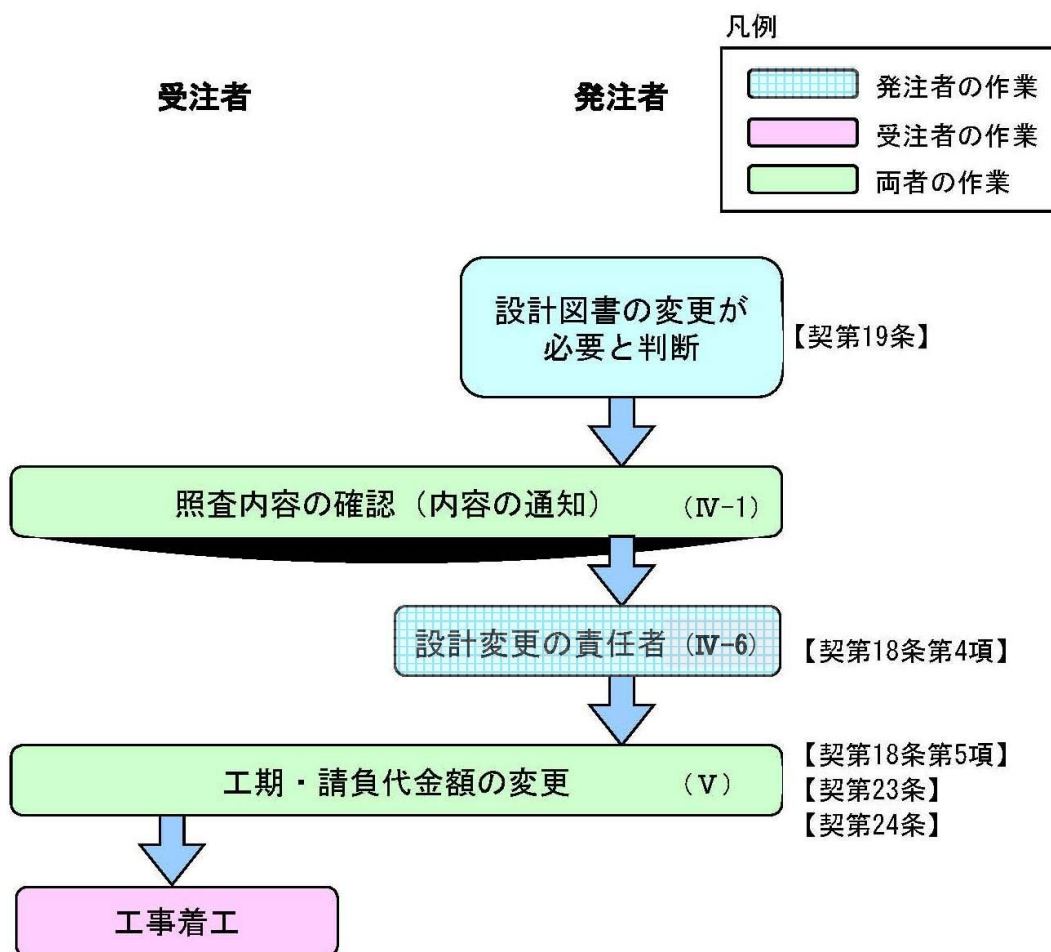 凡例
受注者
発注者
発注者の作業
受注者の作業
両者の作業
設計図書の変更が
必要と判断
【契第19条】
照査内容の確認（内容の通知）　（Ⅳ-1）
設計変更の責任者（Ⅳ-6）
【契第18条第4項】
工期・請負代金額の変更　（Ⅴ）
【契第18条第5項】
【契第23条】
【契第24条】
工事着工